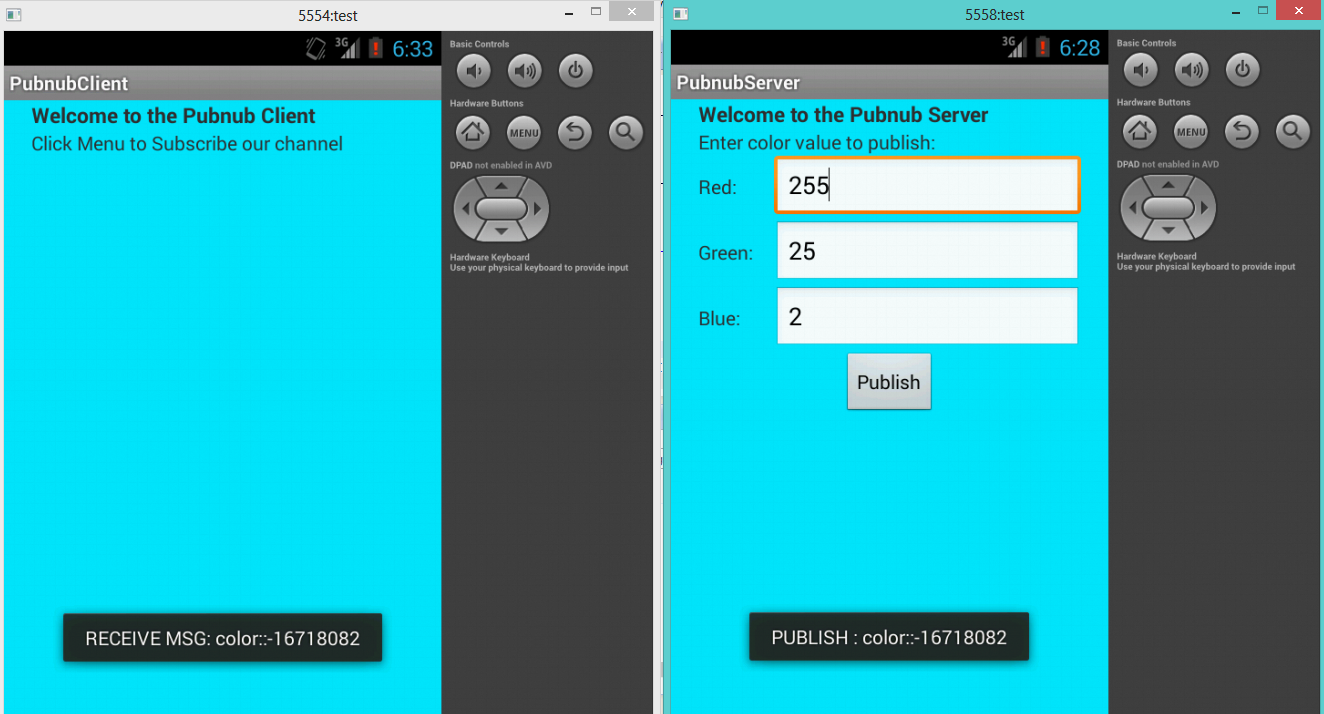 5554:test
3G 6:33
Basic Controls
PubnubClient
Hardware Buttons
Welcome to the Pubnub Client
Click Menu to Subscribe our channel
MENU
DPAD not enabled in AVD
Hardware Keyboard
Use your physical keyboard to provide input
RECEIVE MSG: color::-16718082
5558:test
3G 6:28
Basic Controls
PubnubServer
Hardware Buttons
Welcome to the Pubnub Server
Enter color value to publish:
MENU
DPAD not enabled in AVD
Red: 255
Green: 25
Hardware Keyboard
Use your physical keyboard to provide input
Blue: 2
Publish
PUBLISH : color::-16718082